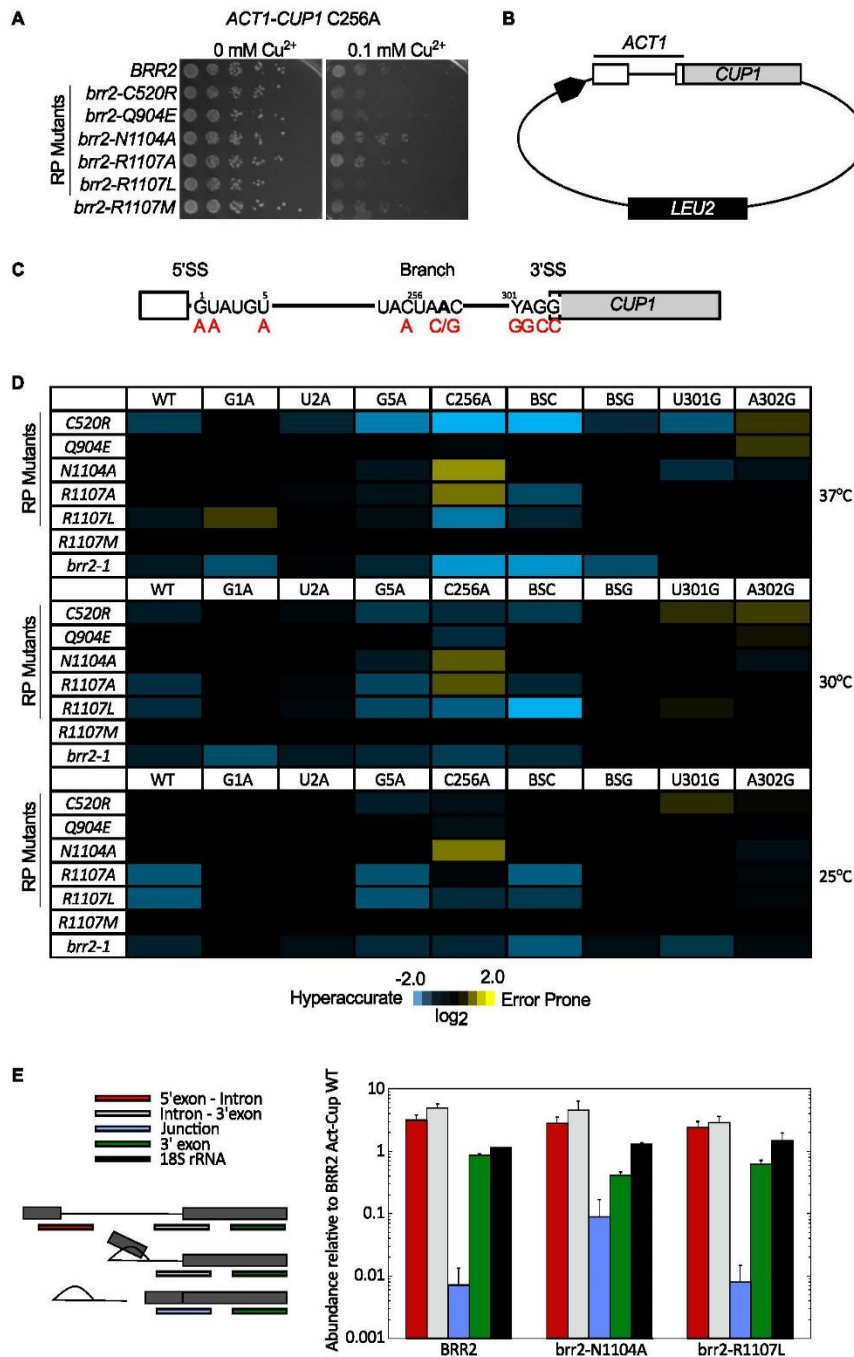 A
ACT1-CUP1 C256A
0 mM Cu²⁺ 0.1 mM Cu²⁺
RP Mutants
BRR2
brr2-C520R
brr2-Q904E
brr2-N1104A
brr2-R1107A
brr2-R1107L
brr2-R1107M
B
ACT1
CUP1
LEU2
C
5'SS Branch 3'SS
1 5 256 301
GUAUGU UACUAAC YAGG CUP1
AA A A C/G GGCC
D
WT G1A U2A G5A C256A BSC BSG U301G A302G
RP Mutants
C520R
Q904E
N1104A
R1107A
R1107L
R1107M
brr2-1
37°C
WT G1A U2A G5A C256A BSC BSG U301G A302G
RP Mutants
C520R
Q904E
N1104A
R1107A
R1107L
R1107M
brr2-1
30°C
WT G1A U2A G5A C256A BSC BSG U301G A302G
RP Mutants
C520R
Q904E
N1104A
R1107A
R1107L
R1107M
brr2-1
25°C
-2.0 2.0
Hyperaccurate Error Prone
log₂
E
5'exon - Intron
Intron - 3'exon
Junction
3' exon
18S rRNA
Abundance relative to BRR2 Act-Cup WT
10
1
0.1
0.01
0.001
BRR2 brr2-N1104A brr2-R1107L